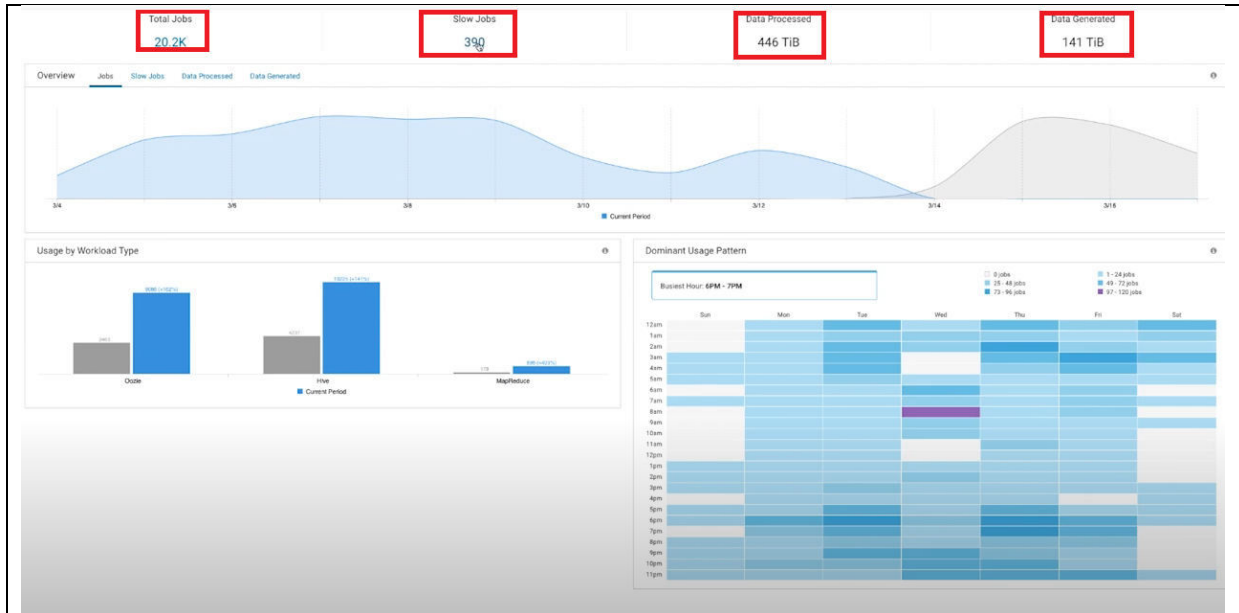 Total Jobs Slow Jobs Data Processed Data Generated
20.2K 390 446 TiB 141 TiB
Overview Jobs Slow Jobs Data Processed Data Generated
3/4 3/6 3/8 3/10 3/12 3/14 3/16
Current Period
Usage by Workload Type
Oozie Hive MapReduce
Current Period
Dominant Usage Pattern
Busiest Hour: 6PM - 7PM
0 jobs 1 - 24 jobs
25 - 48 jobs 49 - 72 jobs
73 - 96 jobs 97 - 120 jobs
Sun Mon Tue Wed Thu Fri Sat
12am
1am
2am
3am
4am
5am
6am
7am
8am
9am
10am
11am
12pm
1pm
2pm
3pm
4pm
5pm
6pm
7pm
8pm
9pm
10pm
11pm